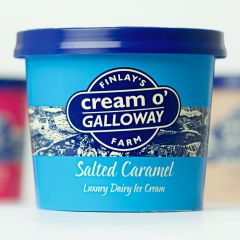 FINLAY'S
cream o'
GALLOWAY
FARM
Salted Caramel
Luxury Dairy Ice Cream